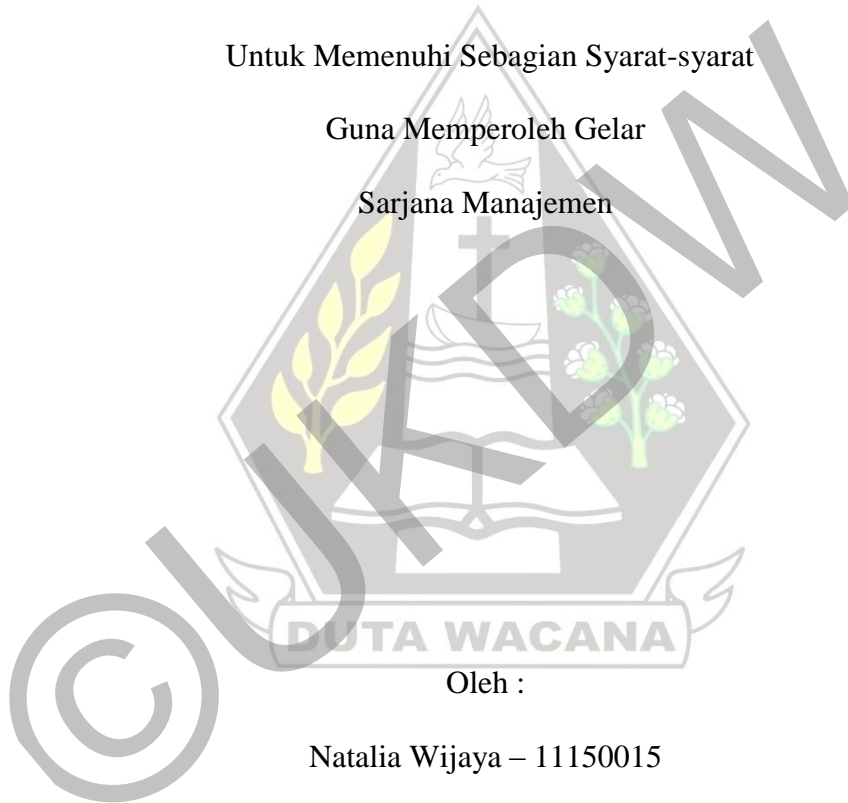 Untuk Memenuhi Sebagian Syarat-syarat
Guna Memperoleh Gelar
Sarjana Manajemen
DUTA WACANA
Oleh :
Natalia Wijaya – 11150015
©UKDW